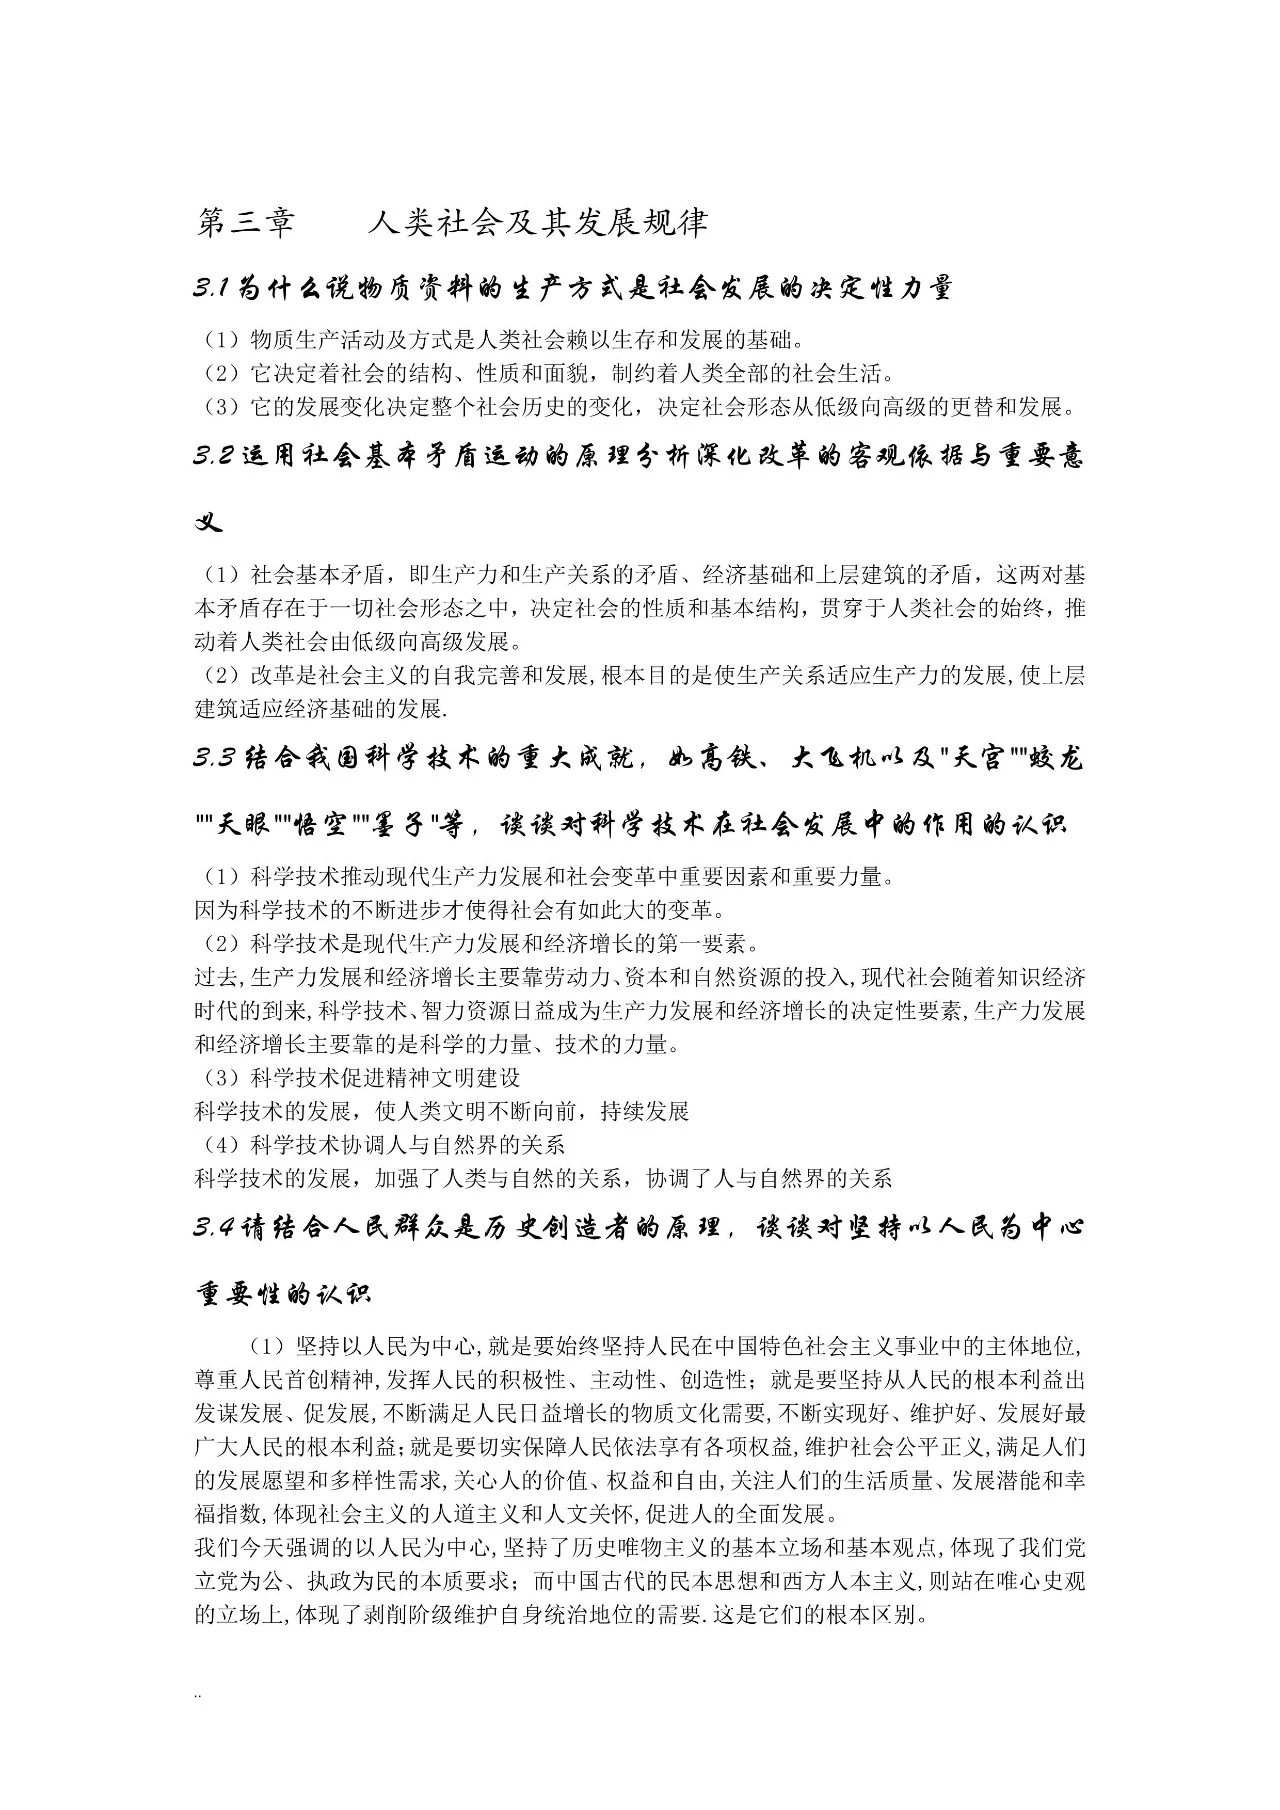 第三章　　人类社会及其发展规律
3.1为什么说物质资料的生产方式是社会发展的决定性力量
（1）物质生产活动及方式是人类社会赖以生存和发展的基础。
（2）它决定着社会的结构、性质和面貌，制约着人类全部的社会生活。
（3）它的发展变化决定整个社会历史的变化，决定社会形态从低级向高级的更替和发展。
3.2运用社会基本矛盾运动的原理分析深化改革的客观依据与重要意
义
（1）社会基本矛盾，即生产力和生产关系的矛盾、经济基础和上层建筑的矛盾，这两对基
本矛盾存在于一切社会形态之中，决定社会的性质和基本结构，贯穿于人类社会的始终，推
动着人类社会由低级向高级发展。
（2）改革是社会主义的自我完善和发展,根本目的是使生产关系适应生产力的发展,使上层
建筑适应经济基础的发展.
3.3结合我国科学技术的重大成就，如高铁、大飞机以及"天宫""蛟龙
""天眼""悟空""墨子"等，谈谈对科学技术在社会发展中的作用的认识
（1）科学技术推动现代生产力发展和社会变革中重要因素和重要力量。
因为科学技术的不断进步才使得社会有如此大的变革。
（2）科学技术是现代生产力发展和经济增长的第一要素。
过去,生产力发展和经济增长主要靠劳动力、资本和自然资源的投入,现代社会随着知识经济
时代的到来,科学技术、智力资源日益成为生产力发展和经济增长的决定性要素,生产力发展
和经济增长主要靠的是科学的力量、技术的力量。
（3）科学技术促进精神文明建设
科学技术的发展，使人类文明不断向前，持续发展
（4）科学技术协调人与自然界的关系
科学技术的发展，加强了人类与自然的关系，协调了人与自然界的关系
3.4请结合人民群众是历史创造者的原理，谈谈对坚持以人民为中心
重要性的认识
（1）坚持以人民为中心,就是要始终坚持人民在中国特色社会主义事业中的主体地位,
尊重人民首创精神,发挥人民的积极性、主动性、创造性；就是要坚持从人民的根本利益出
发谋发展、促发展,不断满足人民日益增长的物质文化需要,不断实现好、维护好、发展好最
广大人民的根本利益;就是要切实保障人民依法享有各项权益,维护社会公平正义,满足人们
的发展愿望和多样性需求,关心人的价值、权益和自由,关注人们的生活质量、发展潜能和幸
福指数,体现社会主义的人道主义和人文关怀,促进人的全面发展。
我们今天强调的以人民为中心,坚持了历史唯物主义的基本立场和基本观点,体现了我们党
立党为公、执政为民的本质要求；而中国古代的民本思想和西方人本主义,则站在唯心史观
的立场上,体现了剥削阶级维护自身统治地位的需要.这是它们的根本区别。
..